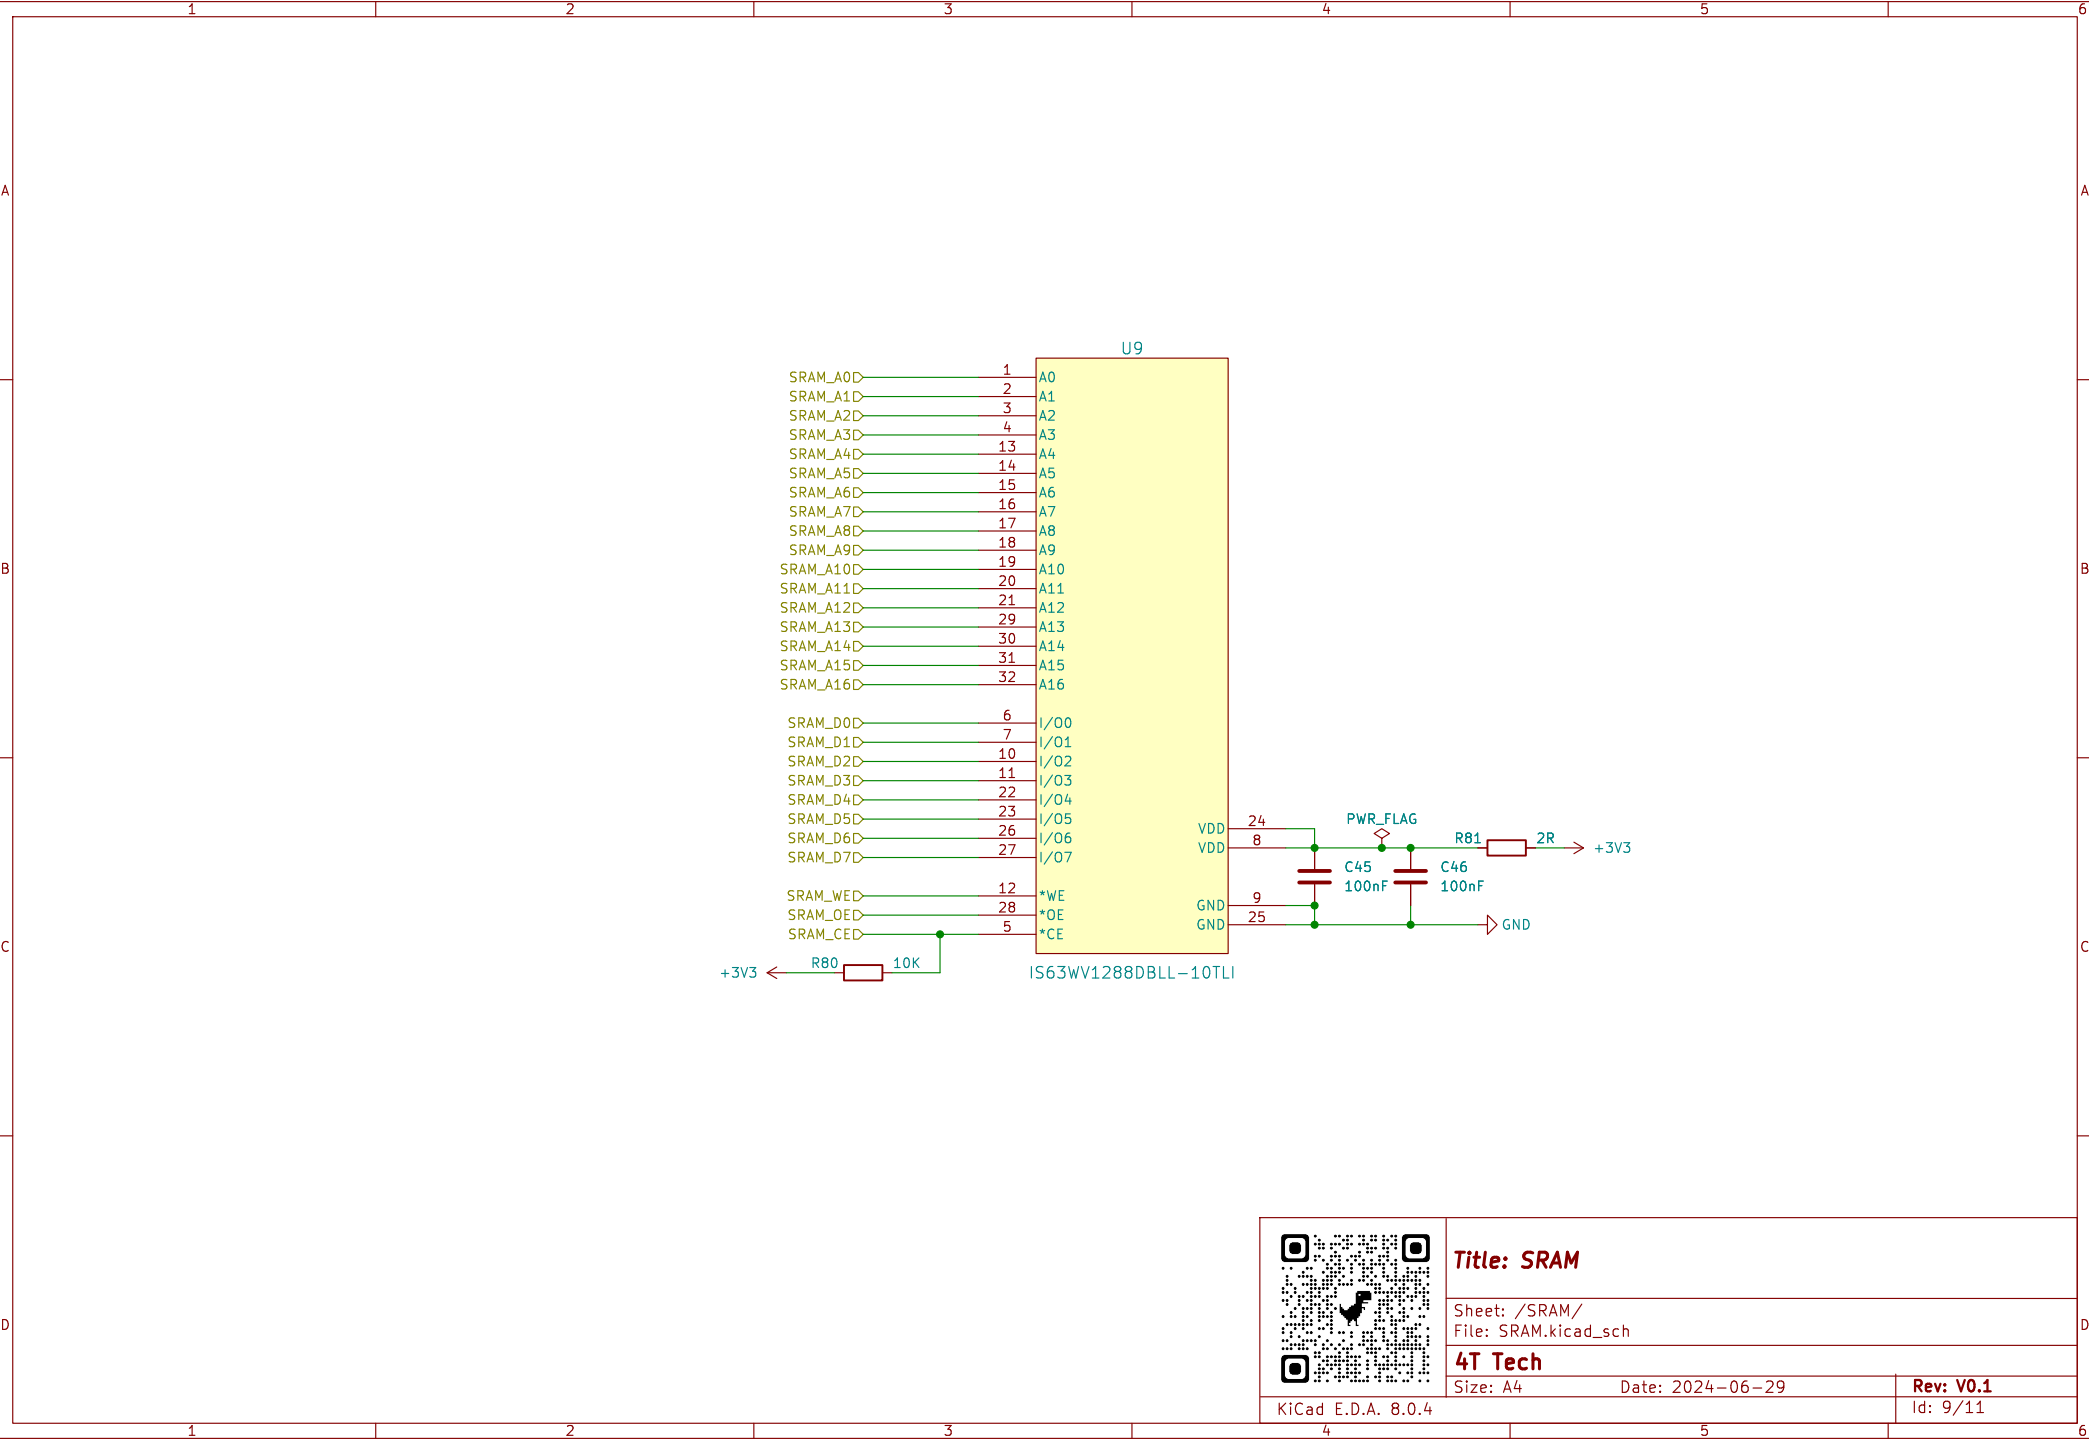 1 2 3 4 5 6
A A
U9
SRAM_A0 1 A0
SRAM_A1 2 A1
SRAM_A2 3 A2
SRAM_A3 4 A3
SRAM_A4 13 A4
SRAM_A5 14 A5
SRAM_A6 15 A6
SRAM_A7 16 A7
SRAM_A8 17 A8
SRAM_A9 18 A9
B SRAM_A10 19 A10 B
SRAM_A11 20 A11
SRAM_A12 21 A12
SRAM_A13 29 A13
SRAM_A14 30 A14
SRAM_A15 31 A15
SRAM_A16 32 A16
SRAM_D0 6 I/O0
SRAM_D1 7 I/O1
SRAM_D2 10 I/O2
SRAM_D3 11 I/O3
SRAM_D4 22 I/O4
SRAM_D5 23 I/O5 PWR_FLAG
VDD 24
SRAM_D6 26 I/O6 R81 2R
VDD 8 +3V3
SRAM_D7 27 I/O7
C45 C46
100nF 100nF
SRAM_WE 12 *WE
GND 9
SRAM_OE 28 *OE
GND 25 GND
SRAM_CE 5 *CE
C C
R80 10K
+3V3 IS63WV1288DBLL-10TLI
Title: SRAM
Sheet: /SRAM/
D D
File: SRAM.kicad_sch
4T Tech
Size: A4 Date: 2024-06-29 Rev: V0.1
KiCad E.D.A. 8.0.4 Id: 9/11
1 2 3 4 5 6